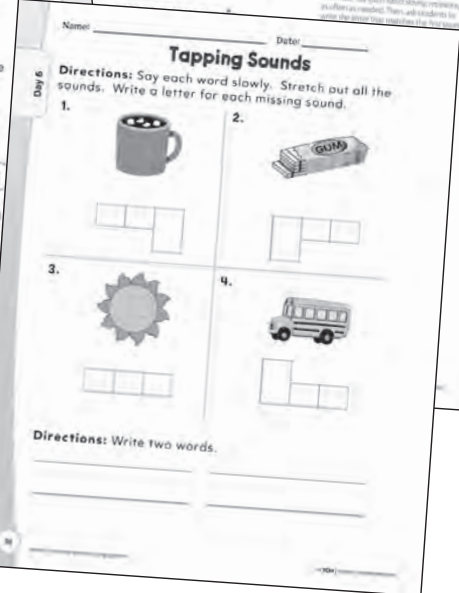 Name:
Date:
Tapping Sounds
Day 6
Directions: Say each word slowly. Stretch out all the
sounds. Write a letter for each missing sound.
1.
2.
GUM
3.
4.
Directions: Write two words.